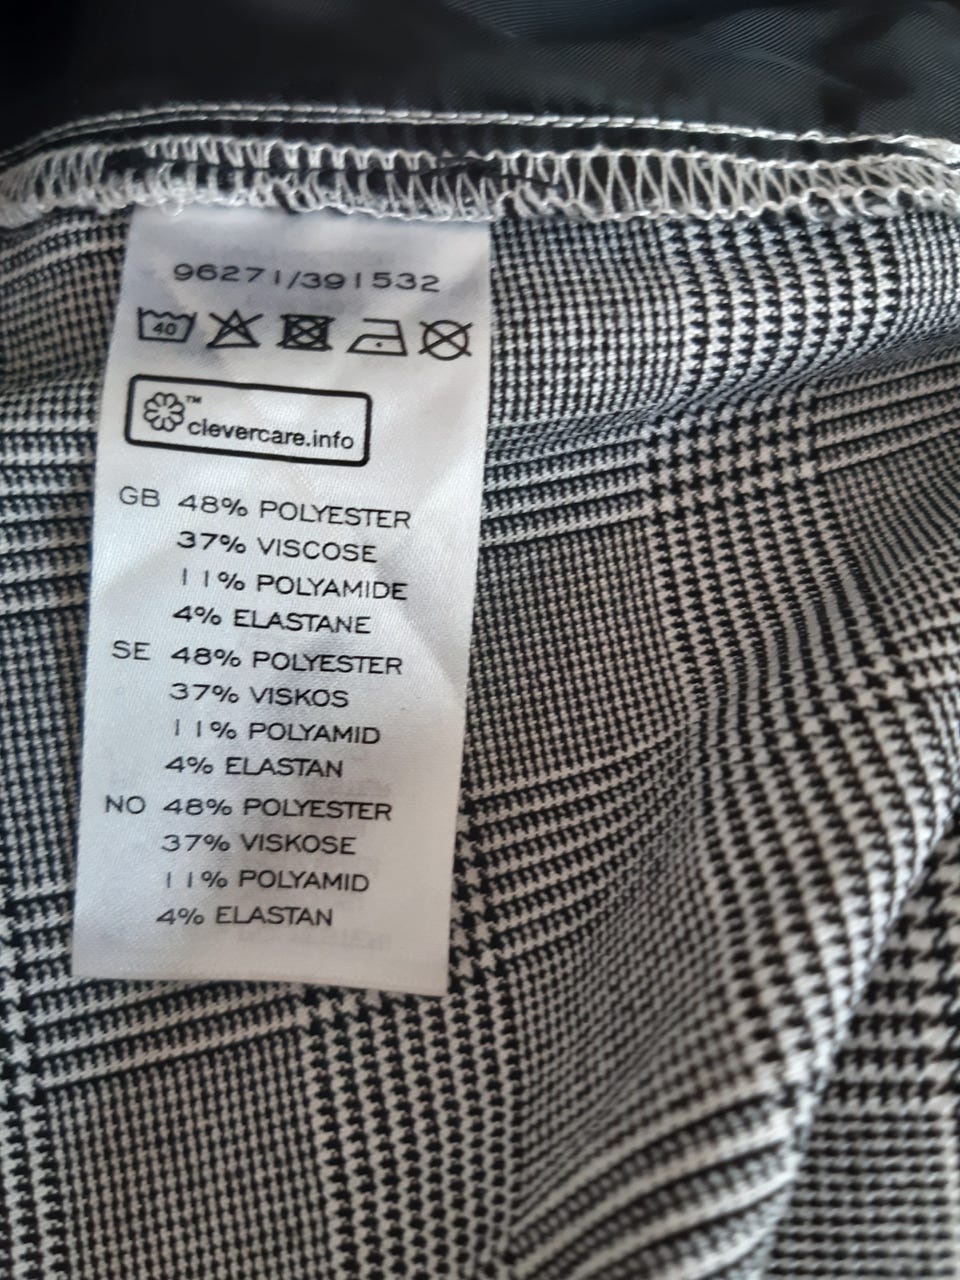 96271/391532
40
™
clevercare.info
GB 48% POLYESTER
37% VISCOSE
11% POLYAMIDE
4% ELASTANE
SE 48% POLYESTER
37% VISKOS
11% POLYAMID
4% ELASTAN
NO 48% POLYESTER
37% VISKOSE
11% POLYAMID
4% ELASTAN